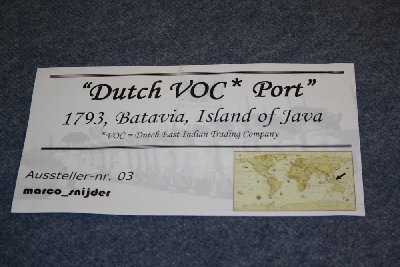 "Dutch VOC* Port"
1793, Batavia, Island of Java
*VOC = Dutch East Indian Trading Company
Aussteller-nr. 03
marco_snijder